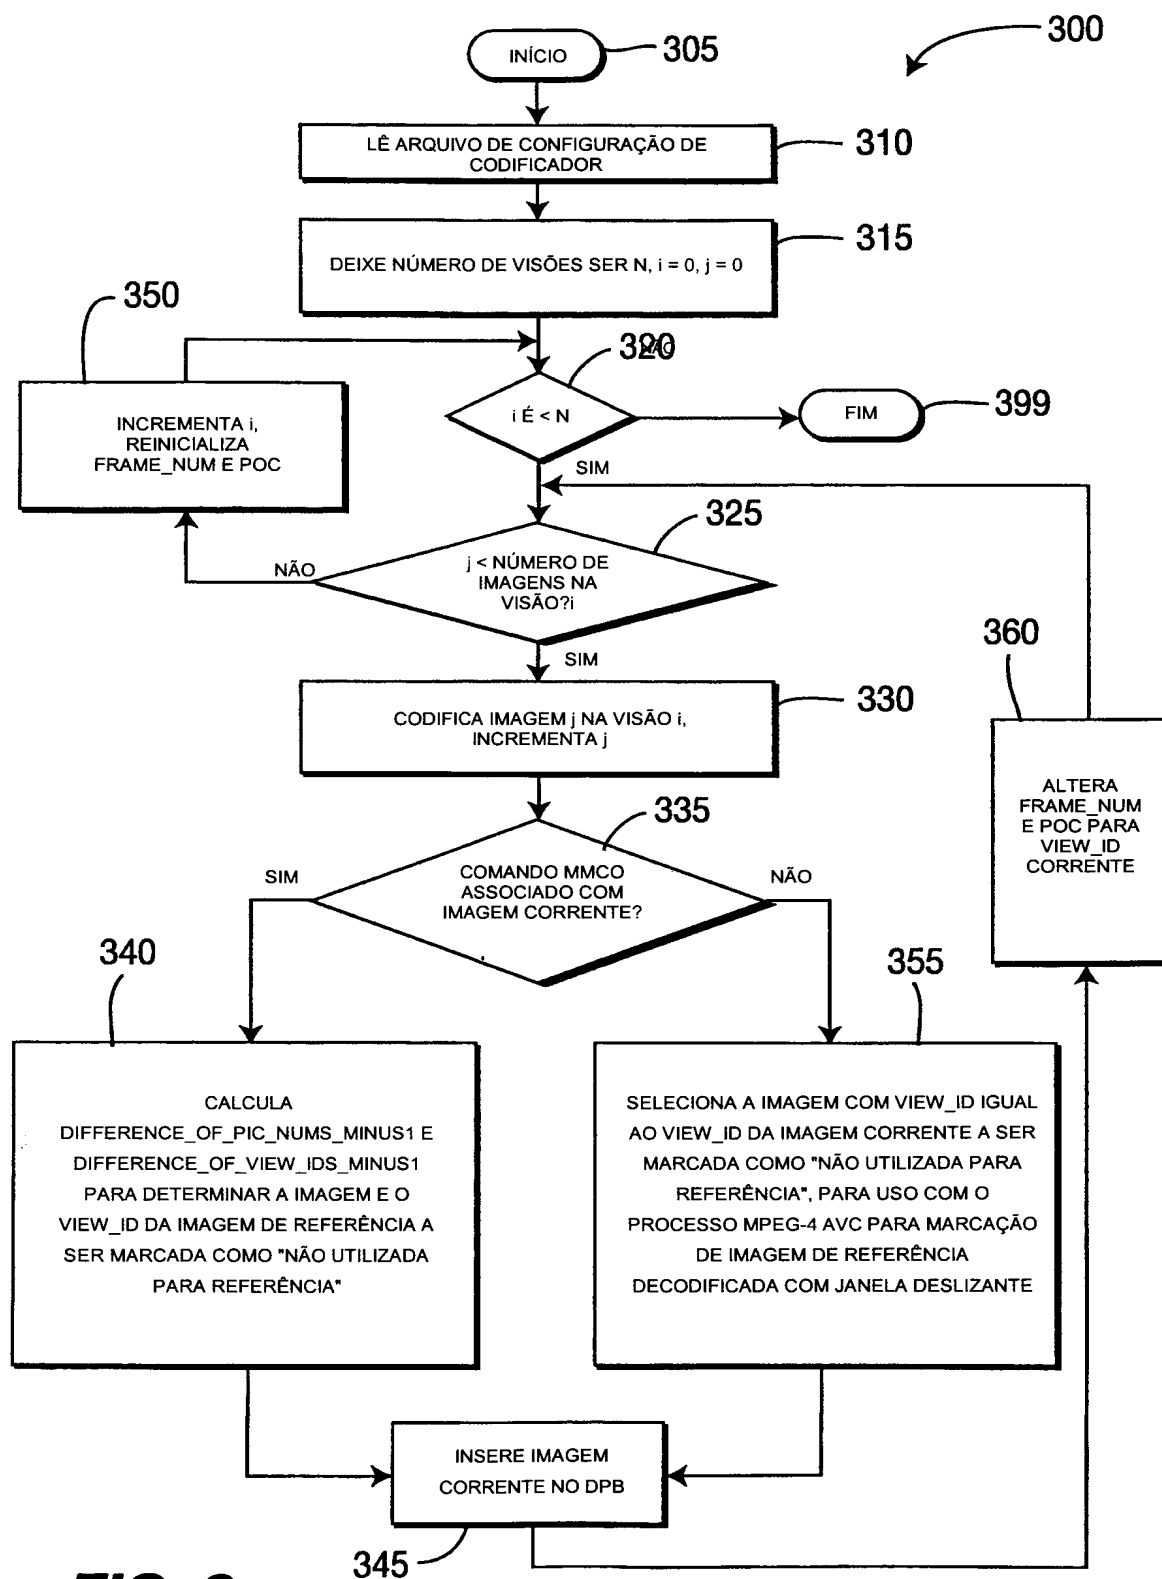 300
INÍCIO
305
LÊ ARQUIVO DE CONFIGURAÇÃO DE
CODIFICADOR
310
DEIXE NÚMERO DE VISÕES SER N, i = 0, j = 0
315
350
320
NÃO
INCREMENTA i,
REINICIALIZA
FRAME_NUM E POC
i É < N
FIM
399
SIM
325
NÃO
j < NÚMERO DE
IMAGENS NA
VISÃO?i
SIM
360
CODIFICA IMAGEM j NA VISÃO i,
INCREMENTA j
330
ALTERA
FRAME_NUM
E POC PARA
VIEW_ID
CORRENTE
335
SIM
COMANDO MMCO
ASSOCIADO COM
IMAGEM CORRENTE?
NÃO
340
355
CALCULA
DIFFERENCE_OF_PIC_NUMS_MINUS1 E
DIFFERENCE_OF_VIEW_IDS_MINUS1
PARA DETERMINAR A IMAGEM E O
VIEW_ID DA IMAGEM DE REFERÊNCIA A
SER MARCADA COMO "NÃO UTILIZADA
PARA REFERÊNCIA"
SELECIONA A IMAGEM COM VIEW_ID IGUAL
AO VIEW_ID DA IMAGEM CORRENTE A SER
MARCADA COMO "NÃO UTILIZADA PARA
REFERÊNCIA", PARA USO COM O
PROCESSO MPEG-4 AVC PARA MARCAÇÃO
DE IMAGEM DE REFERÊNCIA
DECODIFICADA COM JANELA DESLIZANTE
INSERE IMAGEM
CORRENTE NO DPB
345